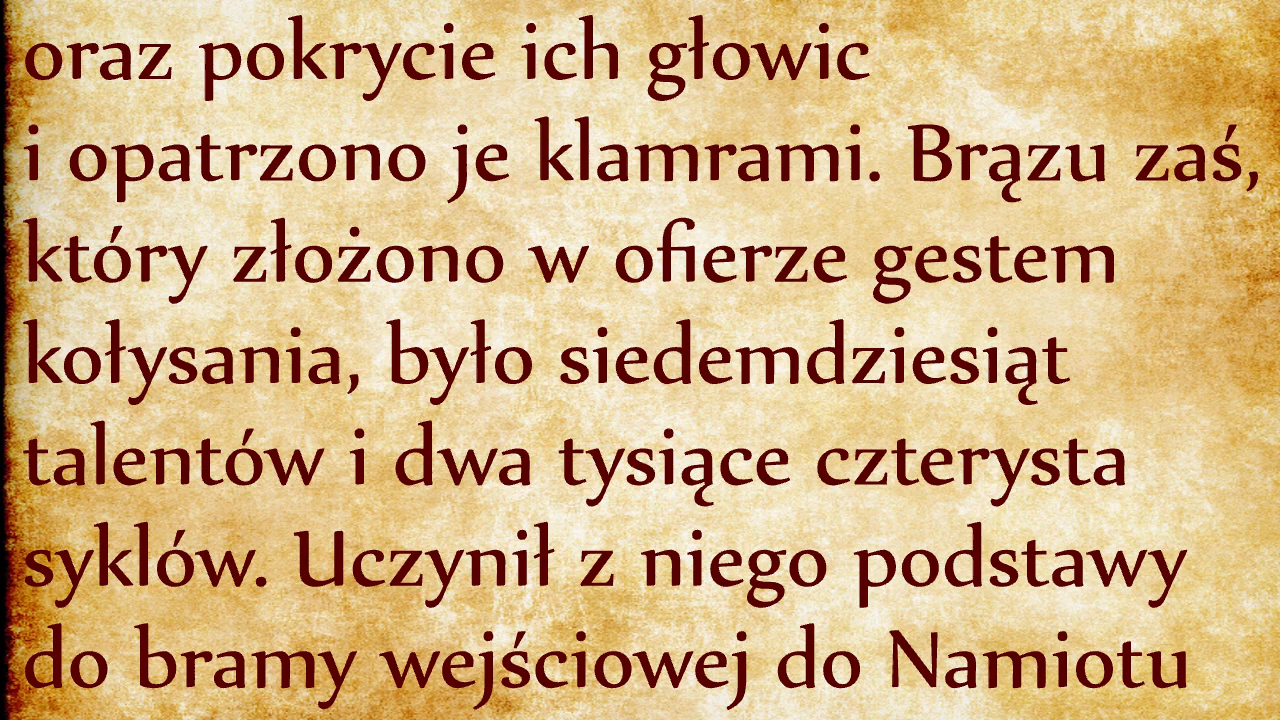 oraz pokrycie ich głowic
i opatrzono je klamrami. Brązu zaś,
który złożono w ofierze gestem
kołysania, było siedemdziesiąt
talentów i dwa tysiące czterysta
syklów. Uczynił z niego podstawy
do bramy wejściowej do Namiotu